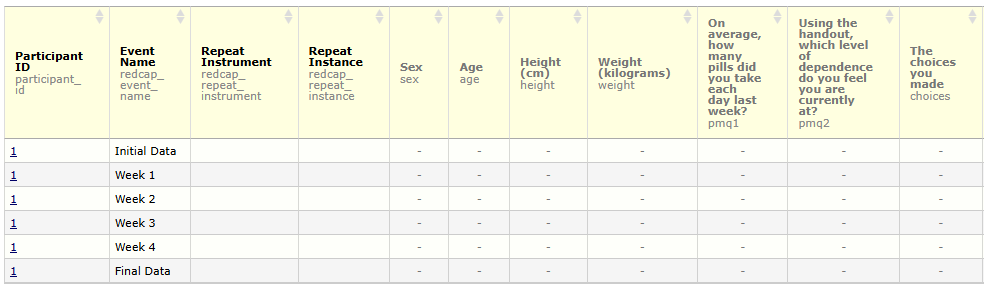 Participant ID participant_id
Event Name redcap_event_name
Repeat Instrument redcap_repeat_instrument
Repeat Instance redcap_repeat_instance
Sex sex
Age age
Height (cm) height
Weight (kilograms) weight
On average, how many pills did you take each day last week? pmq1
Using the handout, which level of dependence do you feel you are currently at? pmq2
The choices you made choices
1 Initial Data - - - - - - -
1 Week 1 - - - - - - -
1 Week 2 - - - - - - -
1 Week 3 - - - - - - -
1 Week 4 - - - - - - -
1 Final Data - - - - - - -